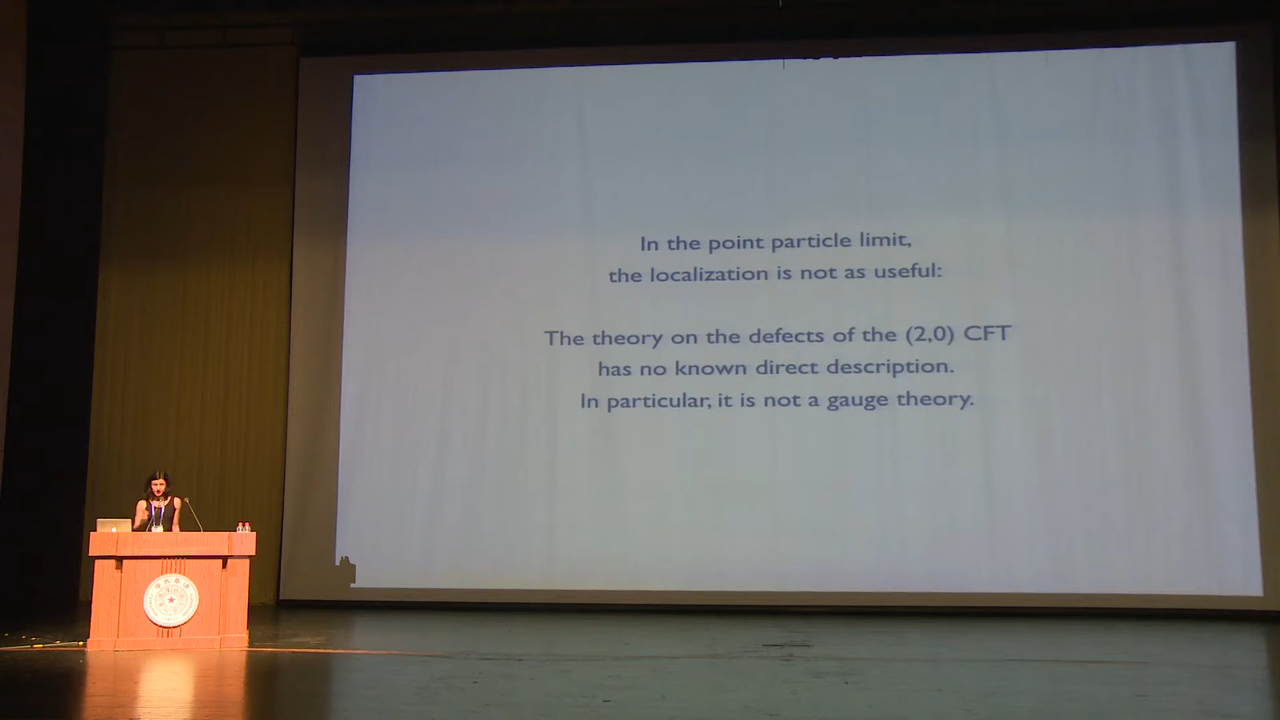 In the point particle limit,
the localization is not as useful:
The theory on the defects of the (2,0) CFT
has no known direct description.
In particular, it is not a gauge theory.